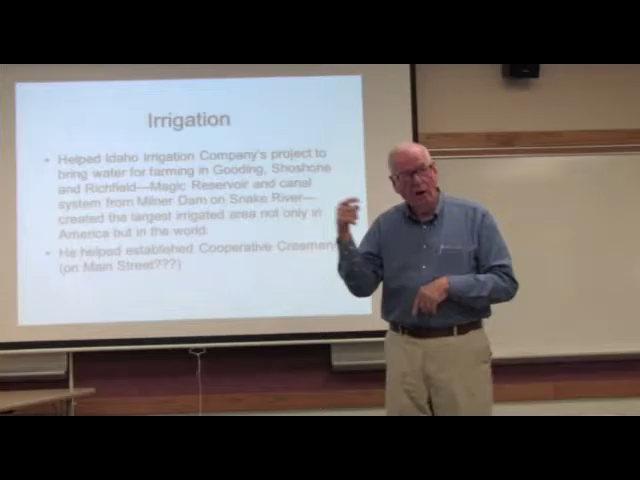 Irrigation
• Helped Idaho Irrigation Company's project to
bring water for farming in Gooding, Shoshone
and Richfield—Magic Reservoir and canal
system from Milner Dam on Snake River—
created the largest irrigated area not only in
America but in the world.
• He helped established Cooperative Creamery
(on Main Street???)